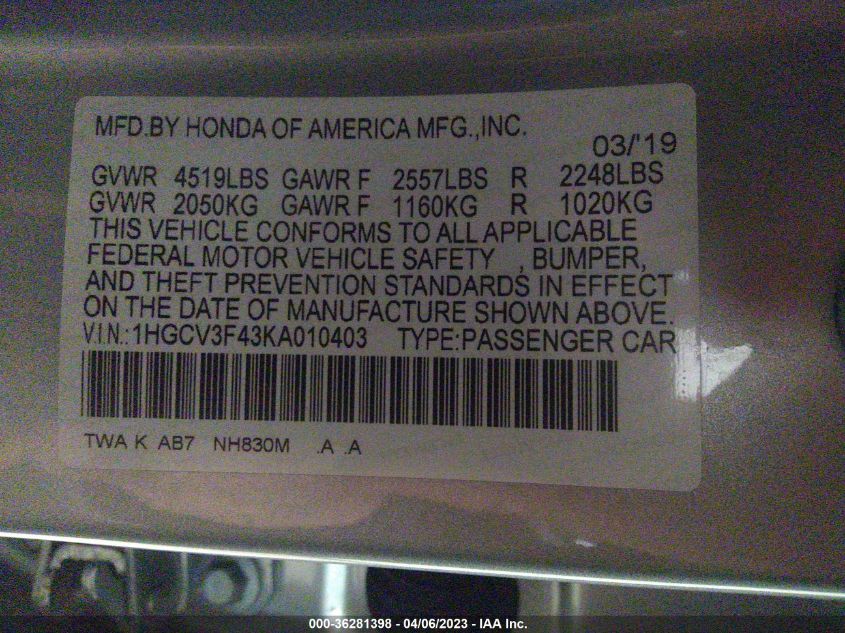 MFD.BY HONDA OF AMERICA MFG.,INC.
03/'19
GVWR 4519LBS GAWR F 2557LBS R 2248LBS
GVWR 2050KG GAWR F 1160KG R 1020KG
THIS VEHICLE CONFORMS TO ALL APPLICABLE
FEDERAL MOTOR VEHICLE SAFETY , BUMPER,
AND THEFT PREVENTION STANDARDS IN EFFECT
ON THE DATE OF MANUFACTURE SHOWN ABOVE.
V.I.N.:1HGCV3F43KA010403 TYPE:PASSENGER CAR
TWA K AB7 NH830M .A .A
000-36281398 - 04/06/2023 - IAA Inc.